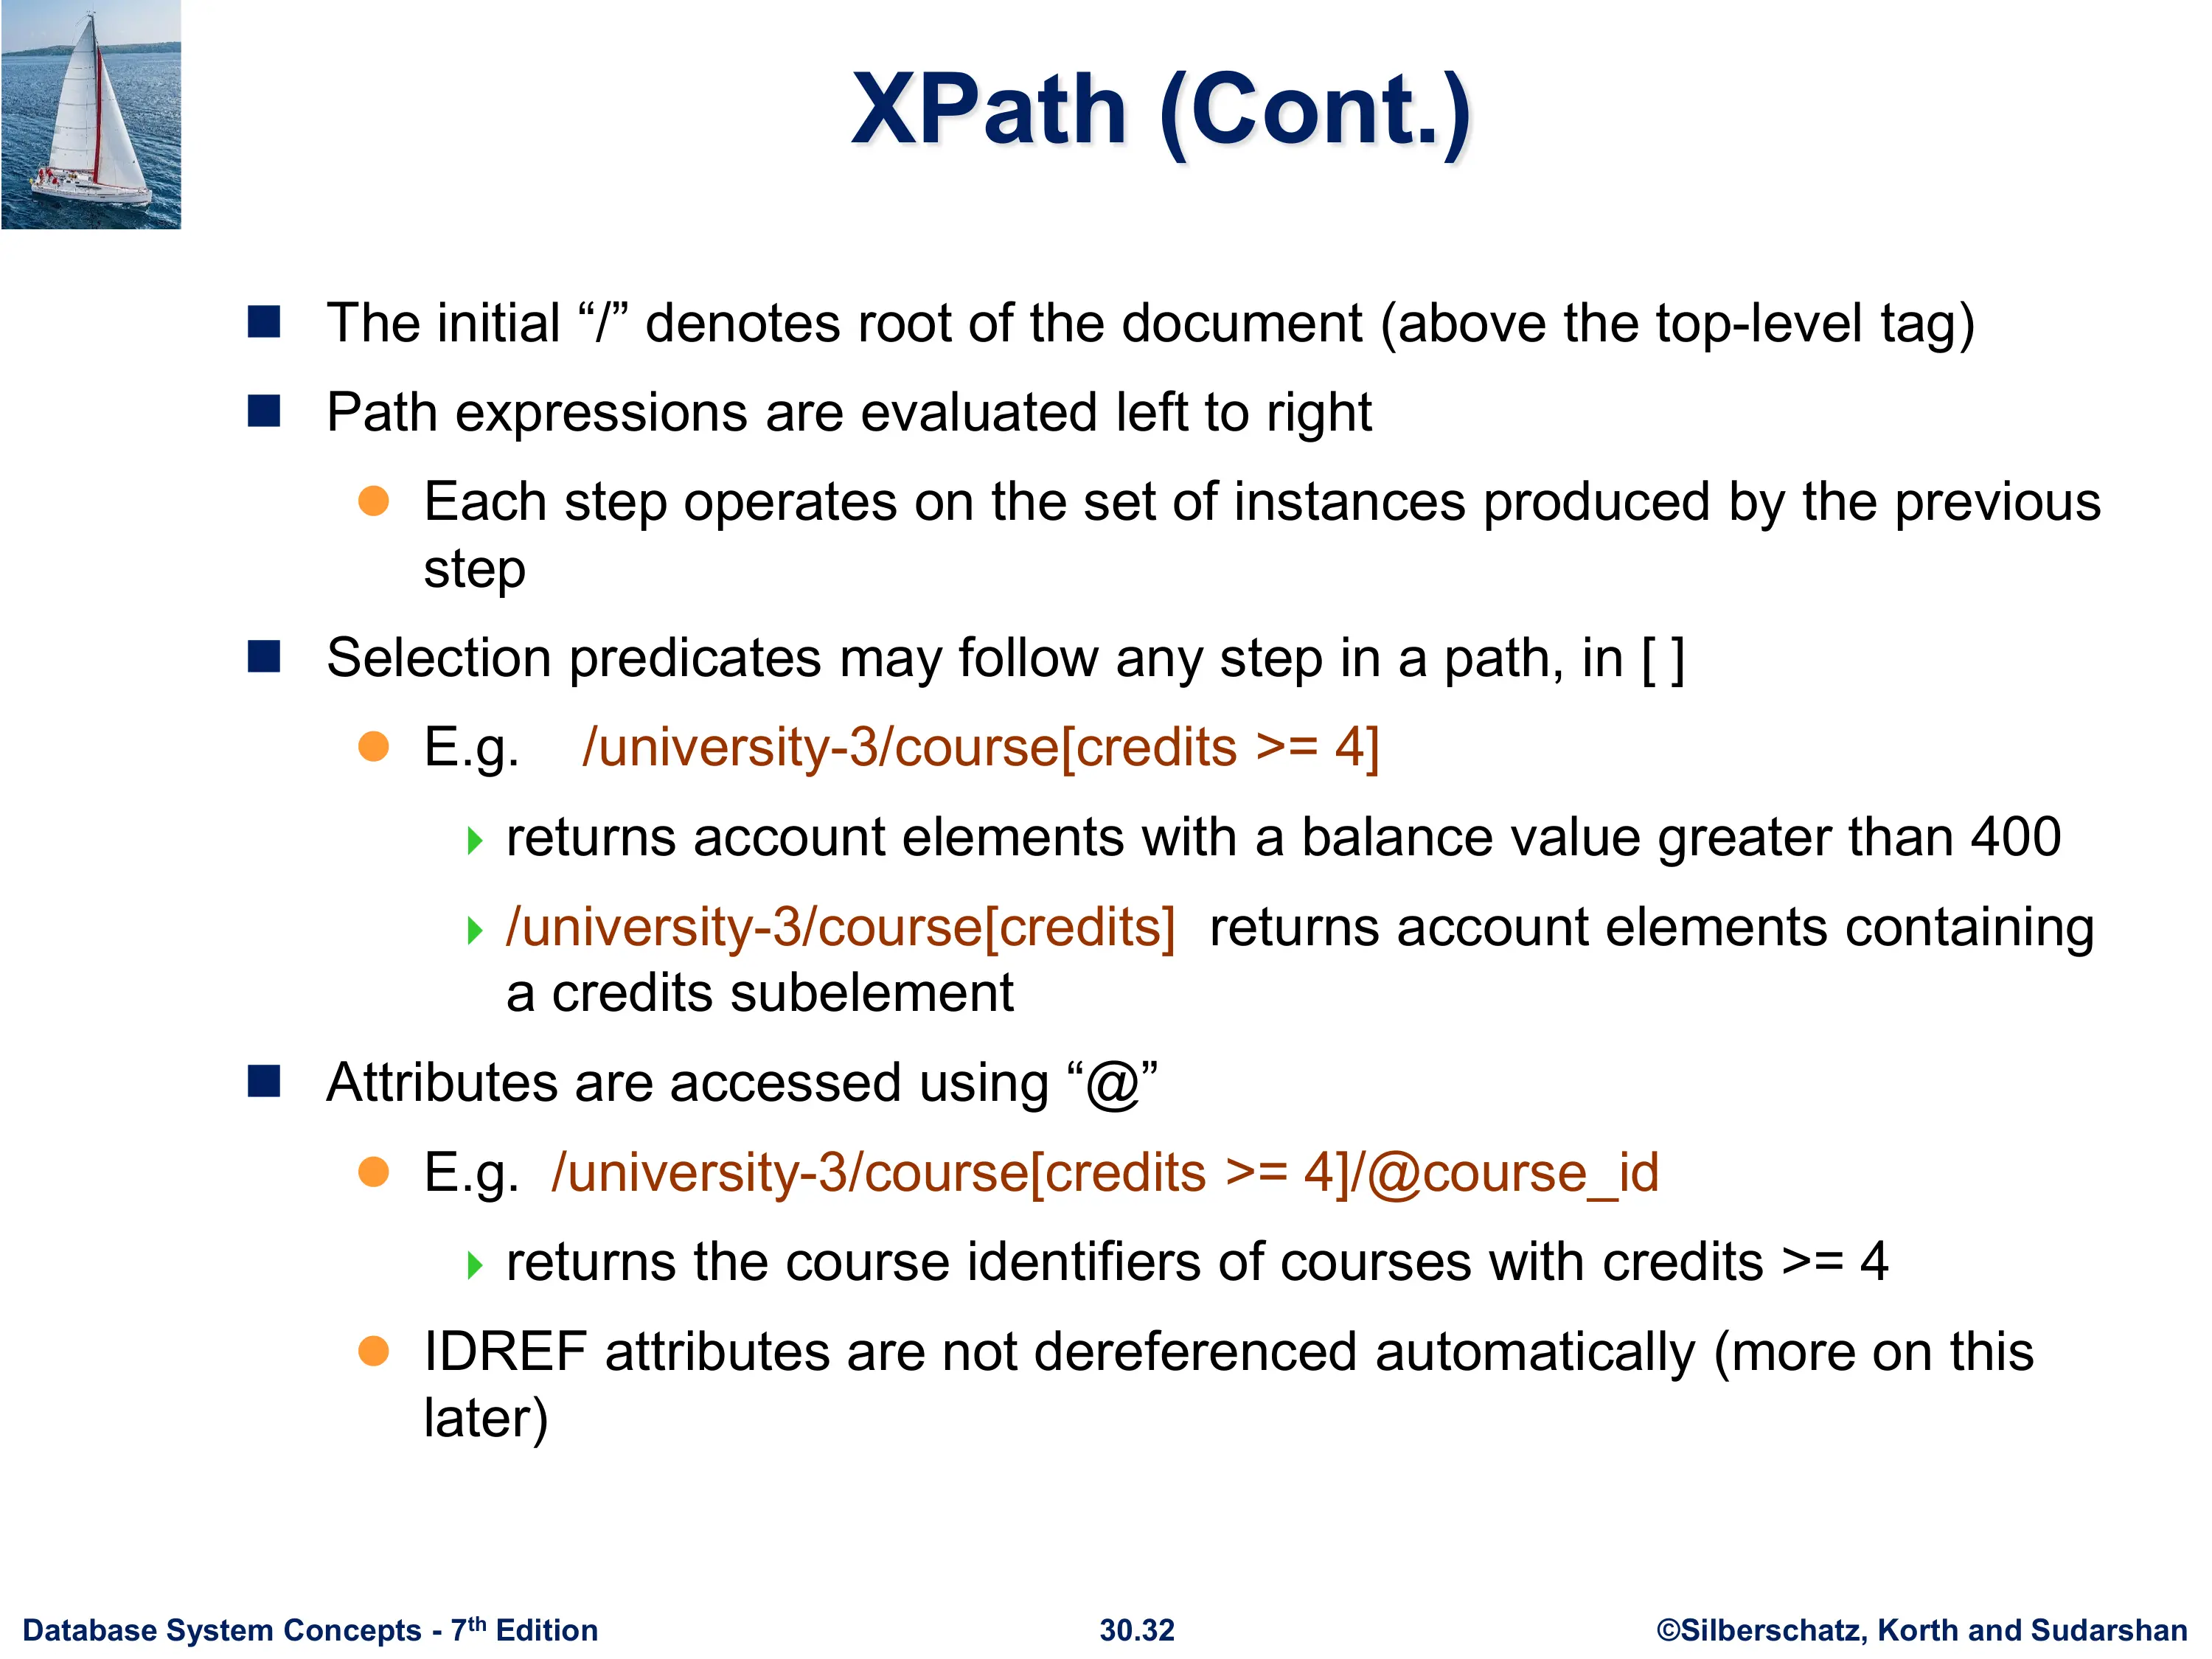 XPath (Cont.)
The initial “/” denotes root of the document (above the top-level tag)
Path expressions are evaluated left to right
Each step operates on the set of instances produced by the previous
step
Selection predicates may follow any step in a path, in [ ]
E.g. /university-3/course[credits >= 4]
returns account elements with a balance value greater than 400
/university-3/course[credits] returns account elements containing
a credits subelement
Attributes are accessed using “@”
E.g. /university-3/course[credits >= 4]/@course_id
returns the course identifiers of courses with credits >= 4
IDREF attributes are not dereferenced automatically (more on this
later)
Database System Concepts - 7th Edition 30.32 ©Silberschatz, Korth and Sudarshan